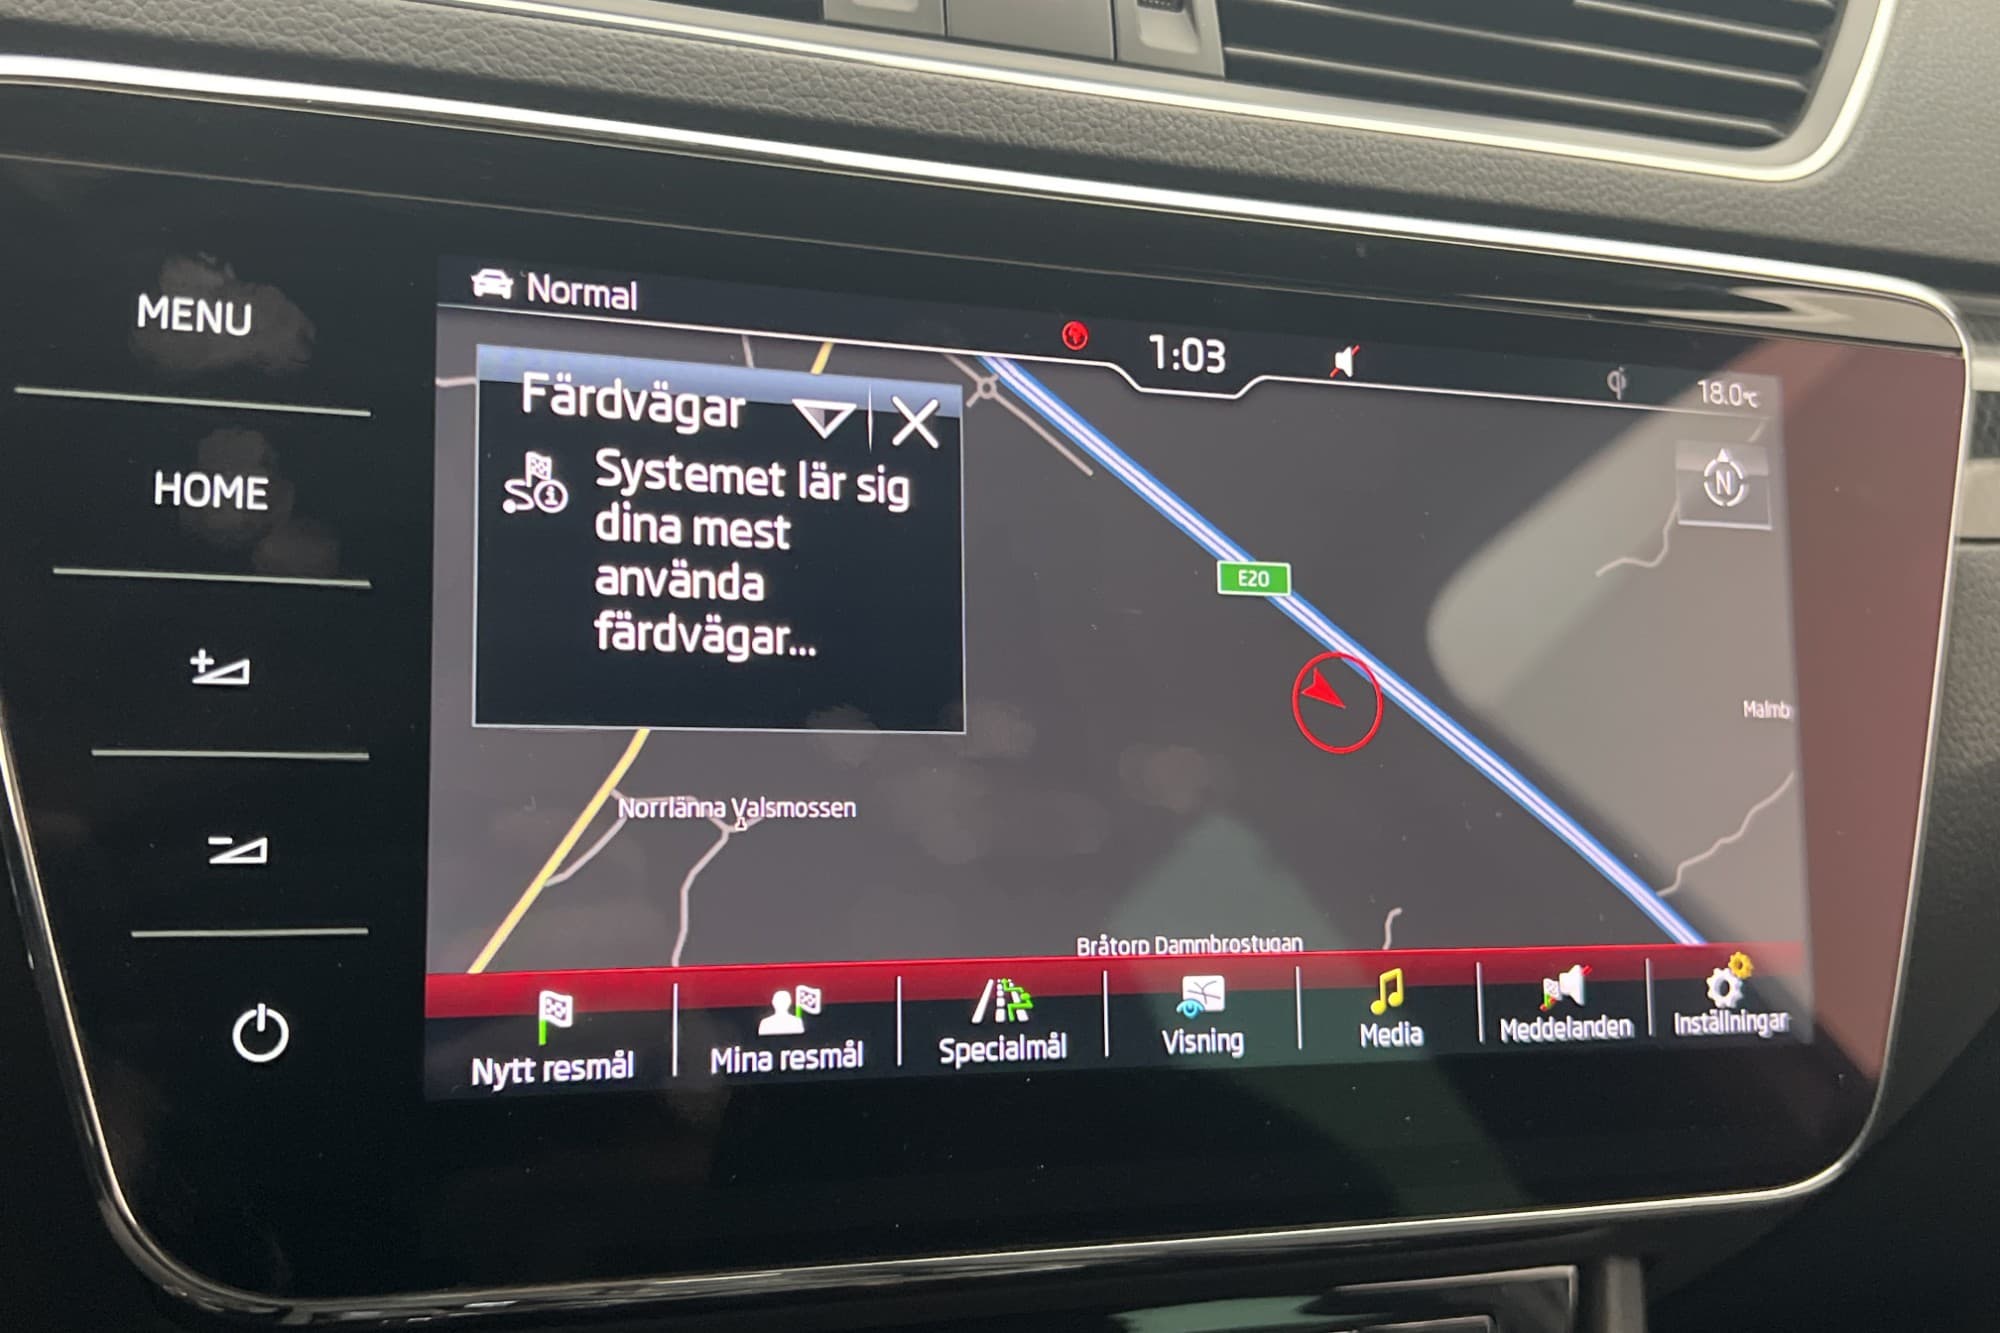 MENU
HOME
Normal
1:03
18.0°C
Färdvägar
Systemet lär sig
dina mest
använda
färdvägar...
N
E20
Malmb
Norrlänna Valsmossen
Bråtorp Dammbrostugan
Nytt resmål
Mina resmål
Specialmål
Visning
Media
Meddelanden
Inställningar